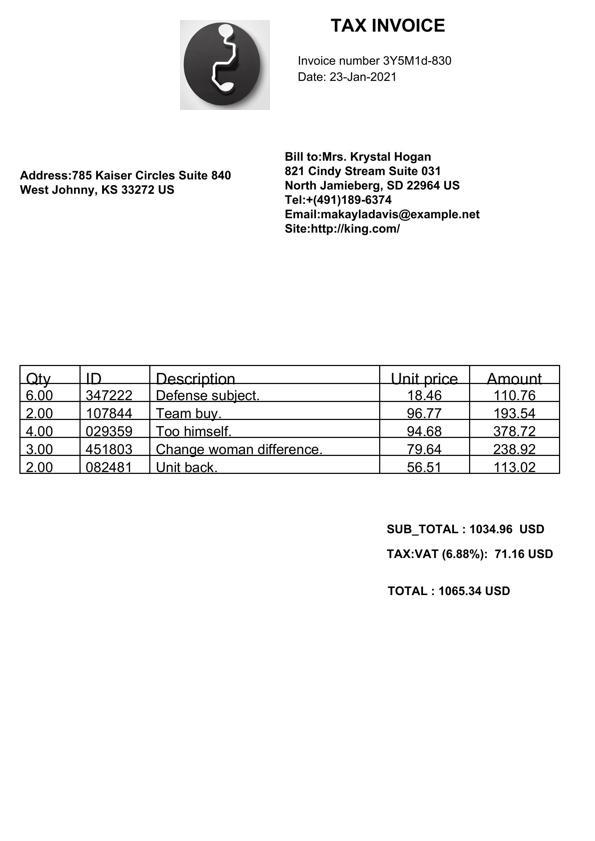 TAX INVOICE
Invoice number 3Y5M1d-830
Date: 23-Jan-2021
Address:785 Kaiser Circles Suite 840
West Johnny, KS 33272 US
Bill to:Mrs. Krystal Hogan
821 Cindy Stream Suite 031
North Jamieberg, SD 22964 US
Tel:+(491)189-6374
Email:makayladavis@example.net
Site:http://king.com/
Qty ID Description Unit price Amount
6.00 347222 Defense subject. 18.46 110.76
2.00 107844 Team buy. 96.77 193.54
4.00 029359 Too himself. 94.68 378.72
3.00 451803 Change woman difference. 79.64 238.92
2.00 082481 Unit back. 56.51 113.02
SUB_TOTAL : 1034.96 USD
TAX:VAT (6.88%): 71.16 USD
TOTAL : 1065.34 USD